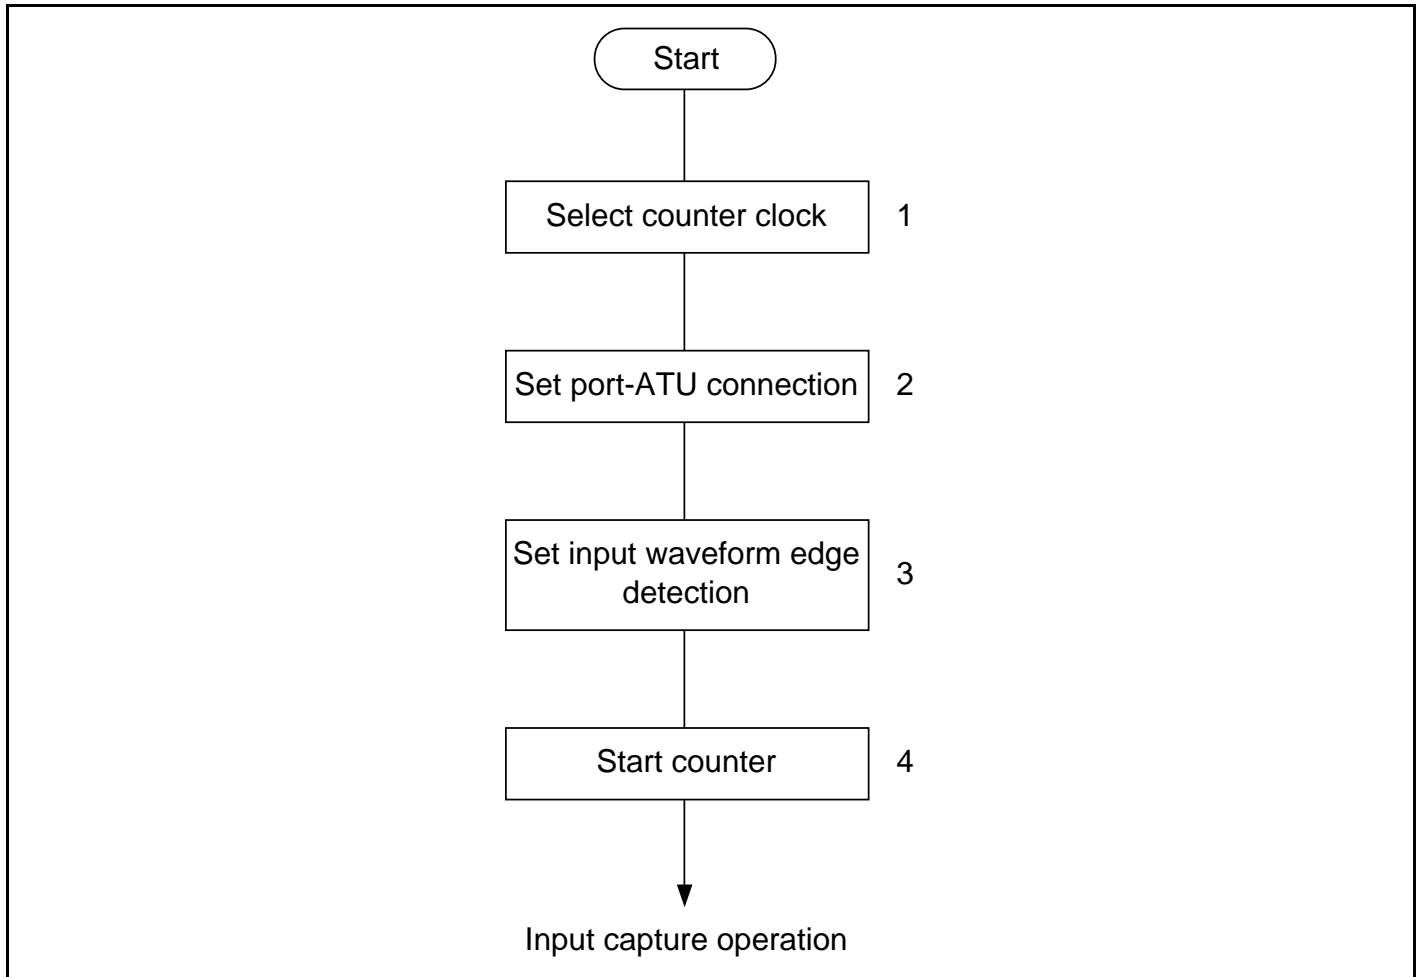 Start
Select counter clock 1
Set port-ATU connection 2
Set input waveform edge
detection
3
Start counter 4
Input capture operation